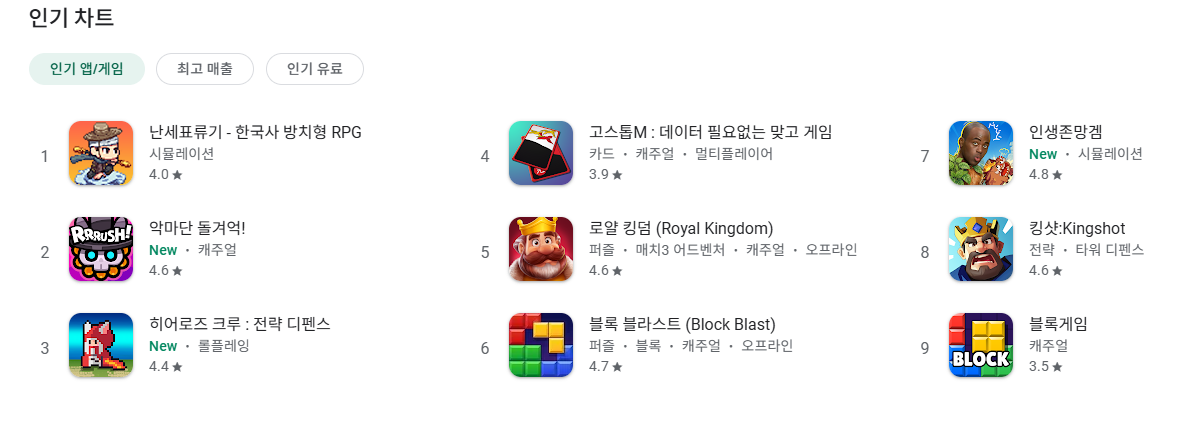 인기 차트
인기 앱/게임
최고 매출
인기 유료
1
난세표류기 - 한국사 방치형 RPG
시뮬레이션
4.0 ★
2
RRRUSH!
악마단 돌겨억!
New • 캐주얼
4.6 ★
3
히어로즈 크루 : 전략 디펜스
New • 롤플레잉
4.4 ★
4
고스톱M : 데이터 필요없는 맞고 게임
카드 • 캐주얼 • 멀티플레이어
3.9 ★
5
로얄 킹덤 (Royal Kingdom)
퍼즐 • 매치3 어드벤처 • 캐주얼 • 오프라인
4.6 ★
6
블록 블라스트 (Block Blast)
퍼즐 • 블록 • 캐주얼 • 오프라인
4.7 ★
7
인생존망겜
New • 시뮬레이션
4.8 ★
8
킹샷:Kingshot
전략 • 타워 디펜스
4.6 ★
9
BLOCK
블록게임
캐주얼
3.5 ★